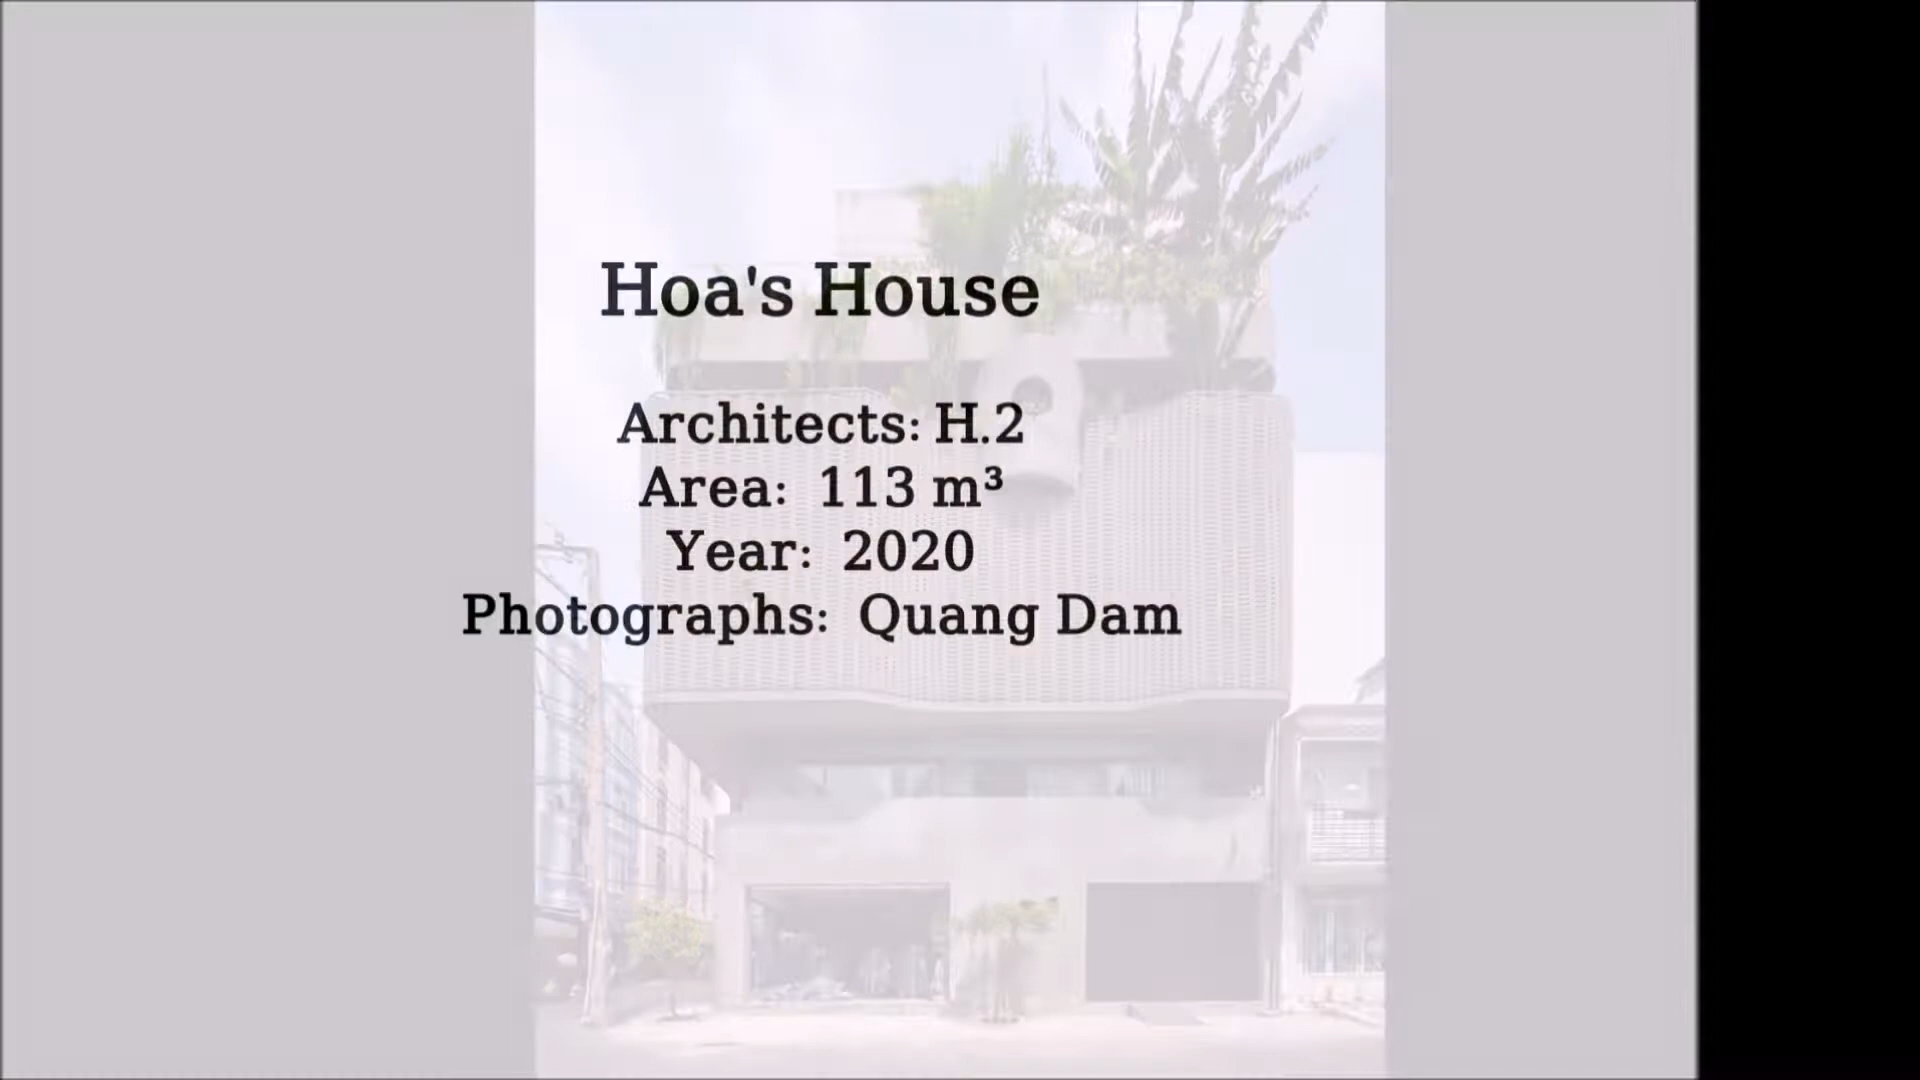 Hoa's House
Architects: H.2
Area: 113 m³
Year: 2020
Photographs: Quang Dam